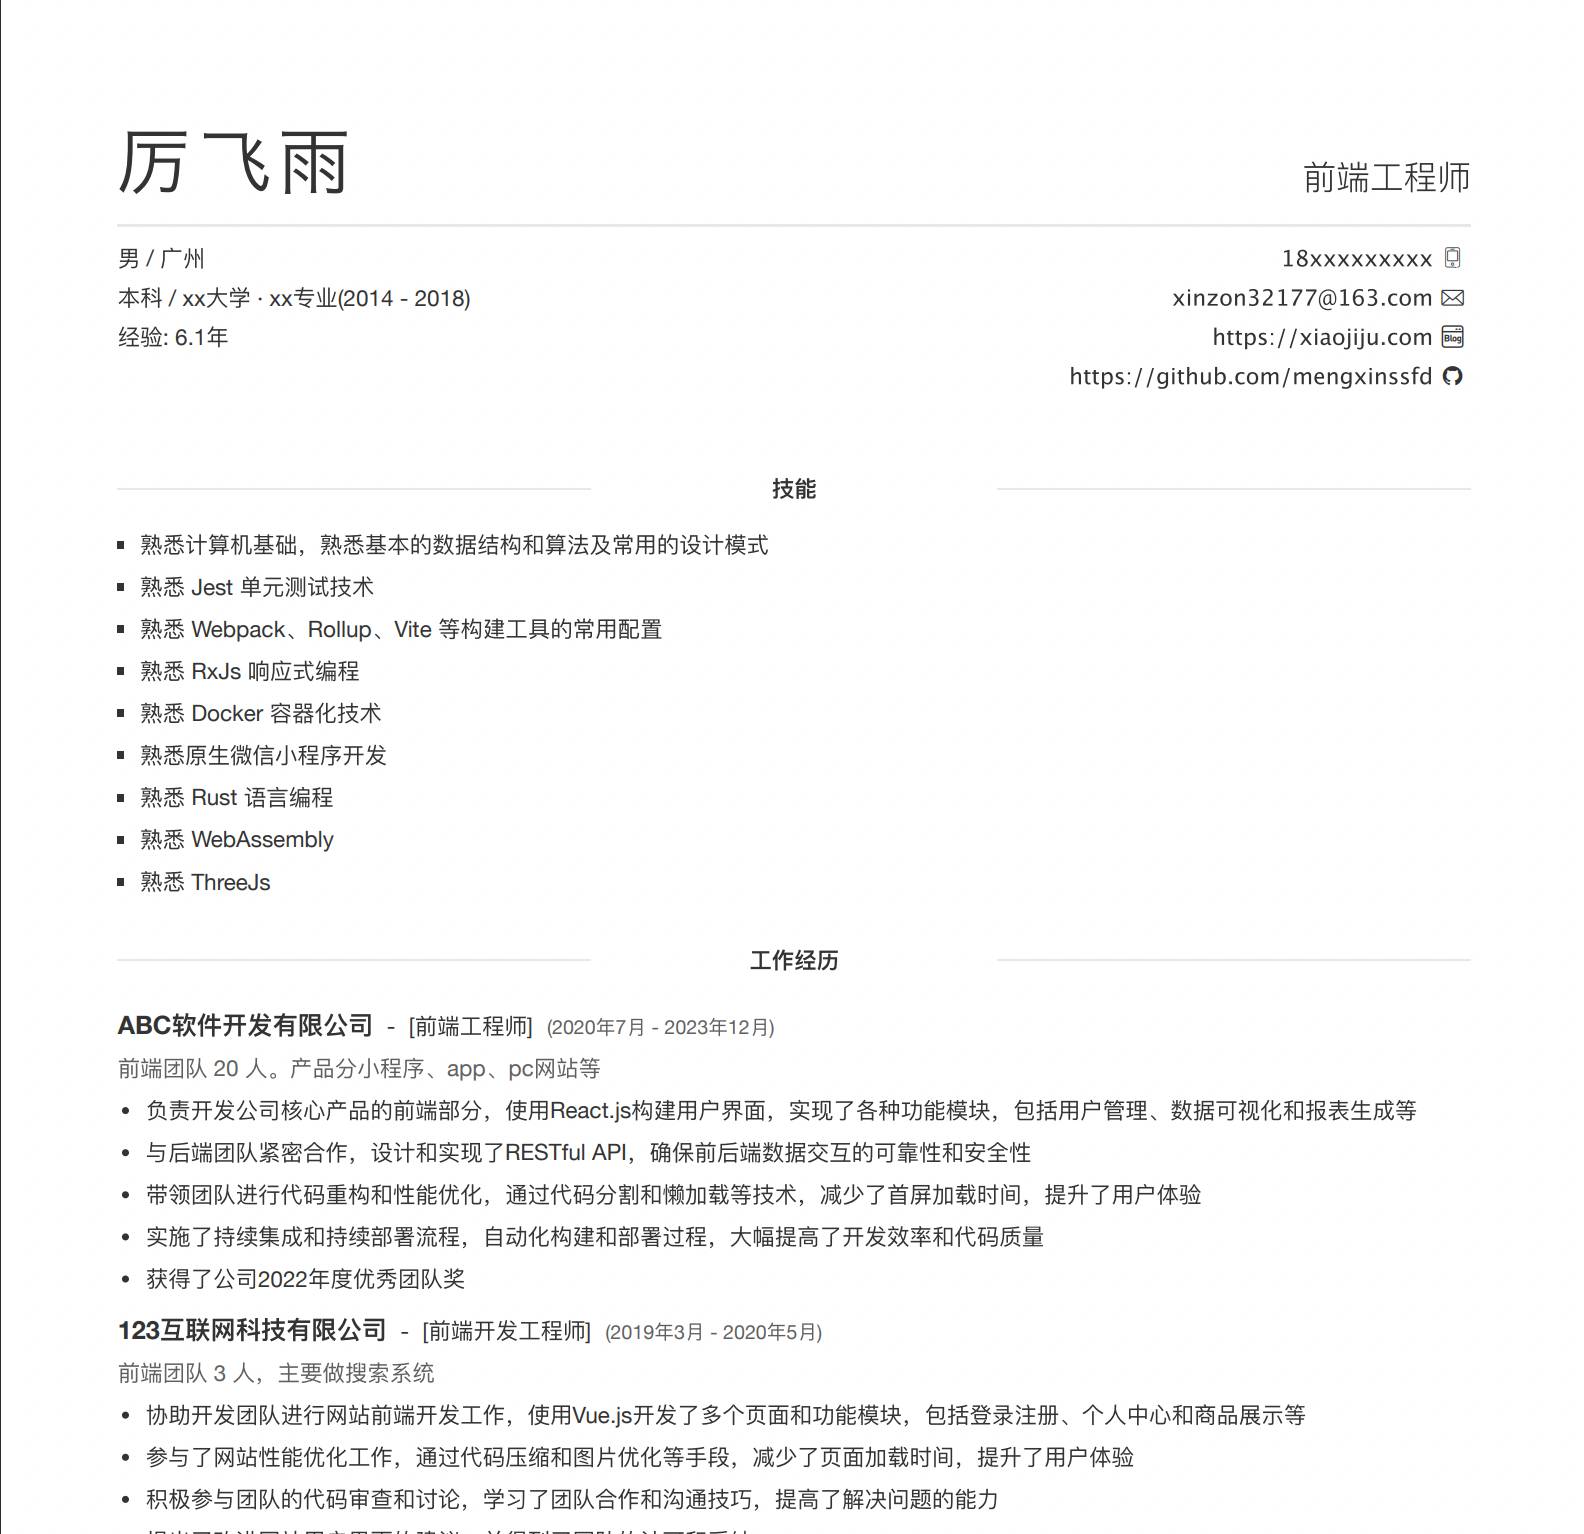 厉飞雨
前端工程师
男 / 广州
18xxxxxxxxx
本科 / xx大学 · xx专业(2014 - 2018)
xinzon32177@163.com
经验: 6.1年
https://xiaojiju.com
Blog
https://github.com/mengxinssfd
技能
熟悉计算机基础，熟悉基本的数据结构和算法及常用的设计模式
熟悉 Jest 单元测试技术
熟悉 Webpack、Rollup、Vite 等构建工具的常用配置
熟悉 RxJs 响应式编程
熟悉 Docker 容器化技术
熟悉原生微信小程序开发
熟悉 Rust 语言编程
熟悉 WebAssembly
熟悉 ThreeJs
工作经历
ABC软件开发有限公司 - [前端工程师] (2020年7月 - 2023年12月)
前端团队 20 人。产品分小程序、app、pc网站等
负责开发公司核心产品的前端部分，使用React.js构建用户界面，实现了各种功能模块，包括用户管理、数据可视化和报表生成等
与后端团队紧密合作，设计和实现了RESTful API，确保前后端数据交互的可靠性和安全性
带领团队进行代码重构和性能优化，通过代码分割和懒加载等技术，减少了首屏加载时间，提升了用户体验
实施了持续集成和持续部署流程，自动化构建和部署过程，大幅提高了开发效率和代码质量
获得了公司2022年度优秀团队奖
123互联网科技有限公司 - [前端开发工程师] (2019年3月 - 2020年5月)
前端团队 3 人，主要做搜索系统
协助开发团队进行网站前端开发工作，使用Vue.js开发了多个页面和功能模块，包括登录注册、个人中心和商品展示等
参与了网站性能优化工作，通过代码压缩和图片优化等手段，减少了页面加载时间，提升了用户体验
积极参与团队的代码审查和讨论，学习了团队合作和沟通技巧，提高了解决问题的能力